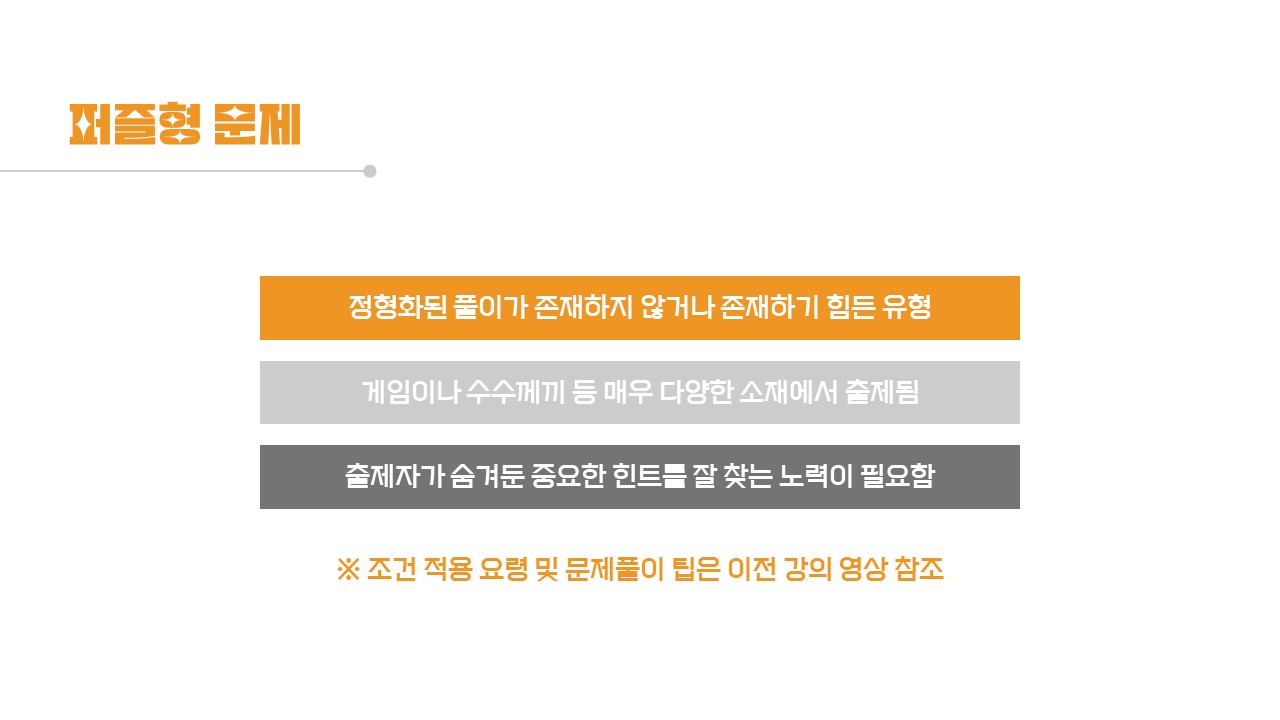 퍼즐형 문제
정형화된 풀이가 존재하지 않거나 존재하기 힘든 유형
게임이나 수수께끼 등 매우 다양한 소재에서 출제됨
출제자가 숨겨둔 중요한 힌트를 잘 찾는 노력이 필요함
※ 조건 적용 요령 및 문제풀이 팁은 이전 강의 영상 참조